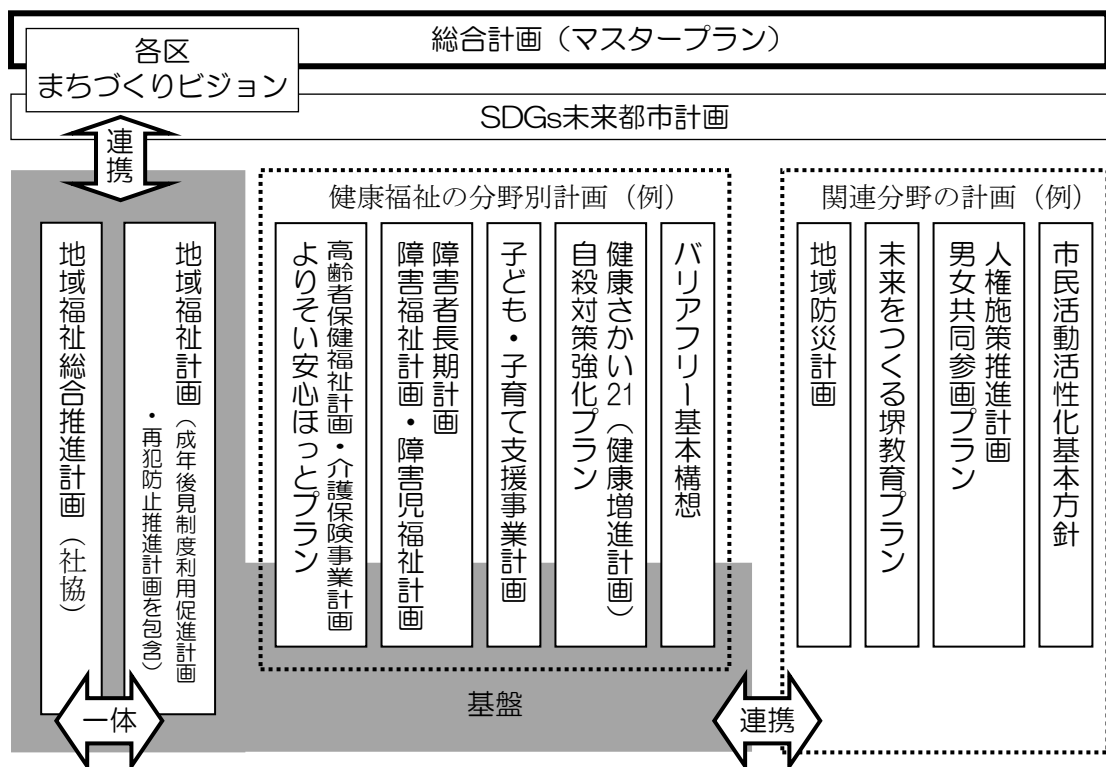 総合計画（マスタープラン）
各区
まちづくりビジョン
SDGs未来都市計画
連携
地域福祉総合推進計画（社協）
地域福祉計画（成年後見制度利用促進計画
・再犯防止推進計画を包含）
一体
健康福祉の分野別計画（例）
高齢者保健福祉計画・介護保険事業計画
よりそい安心ほっとプラン
障害者長期計画
障害福祉計画・障害児福祉計画
子ども・子育て支援事業計画
健康さかい21（健康増進計画）
自殺対策強化プラン
バリアフリー基本構想
基盤
連携
関連分野の計画（例）
地域防災計画
未来をつくる堺教育プラン
人権施策推進計画
男女共同参画プラン
市民活動活性化基本方針